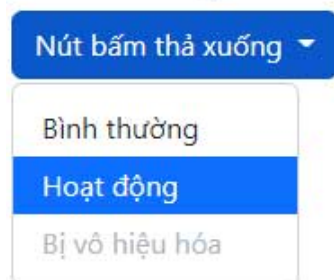 Nút bấm thả xuống
Bình thường
Hoạt động
Bị vô hiệu hóa